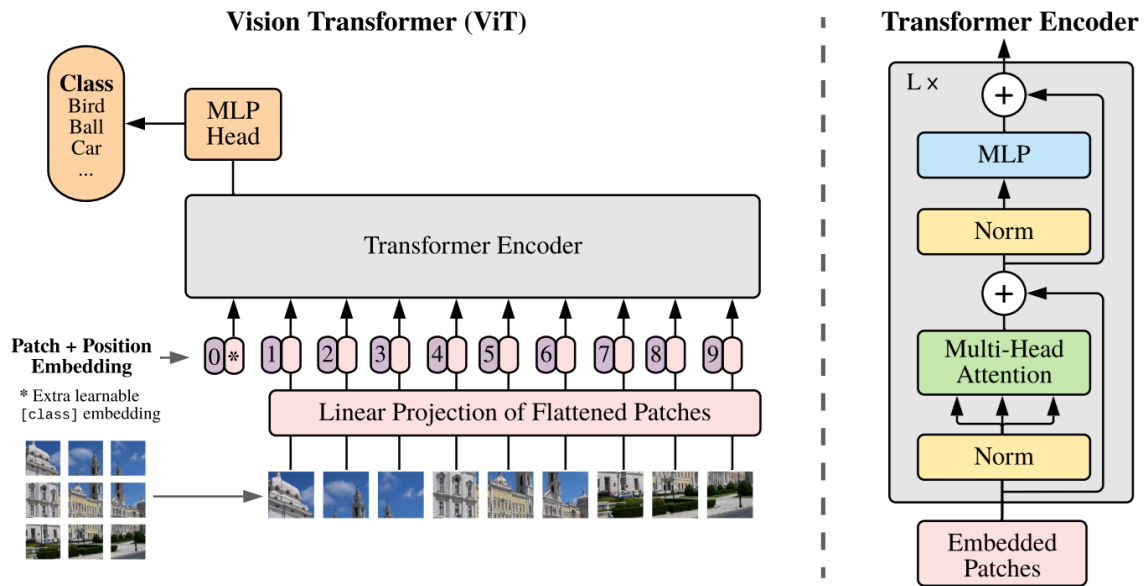 Vision Transformer (ViT)
Class
Bird
Ball
Car
...
MLP
Head
Transformer Encoder
Patch + Position
Embedding
0 * 1 2 3 4 5 6 7 8 9
* Extra learnable
[class] embedding
Linear Projection of Flattened Patches
Transformer Encoder
L x
+
MLP
Norm
+
Multi-Head
Attention
Norm
Embedded
Patches